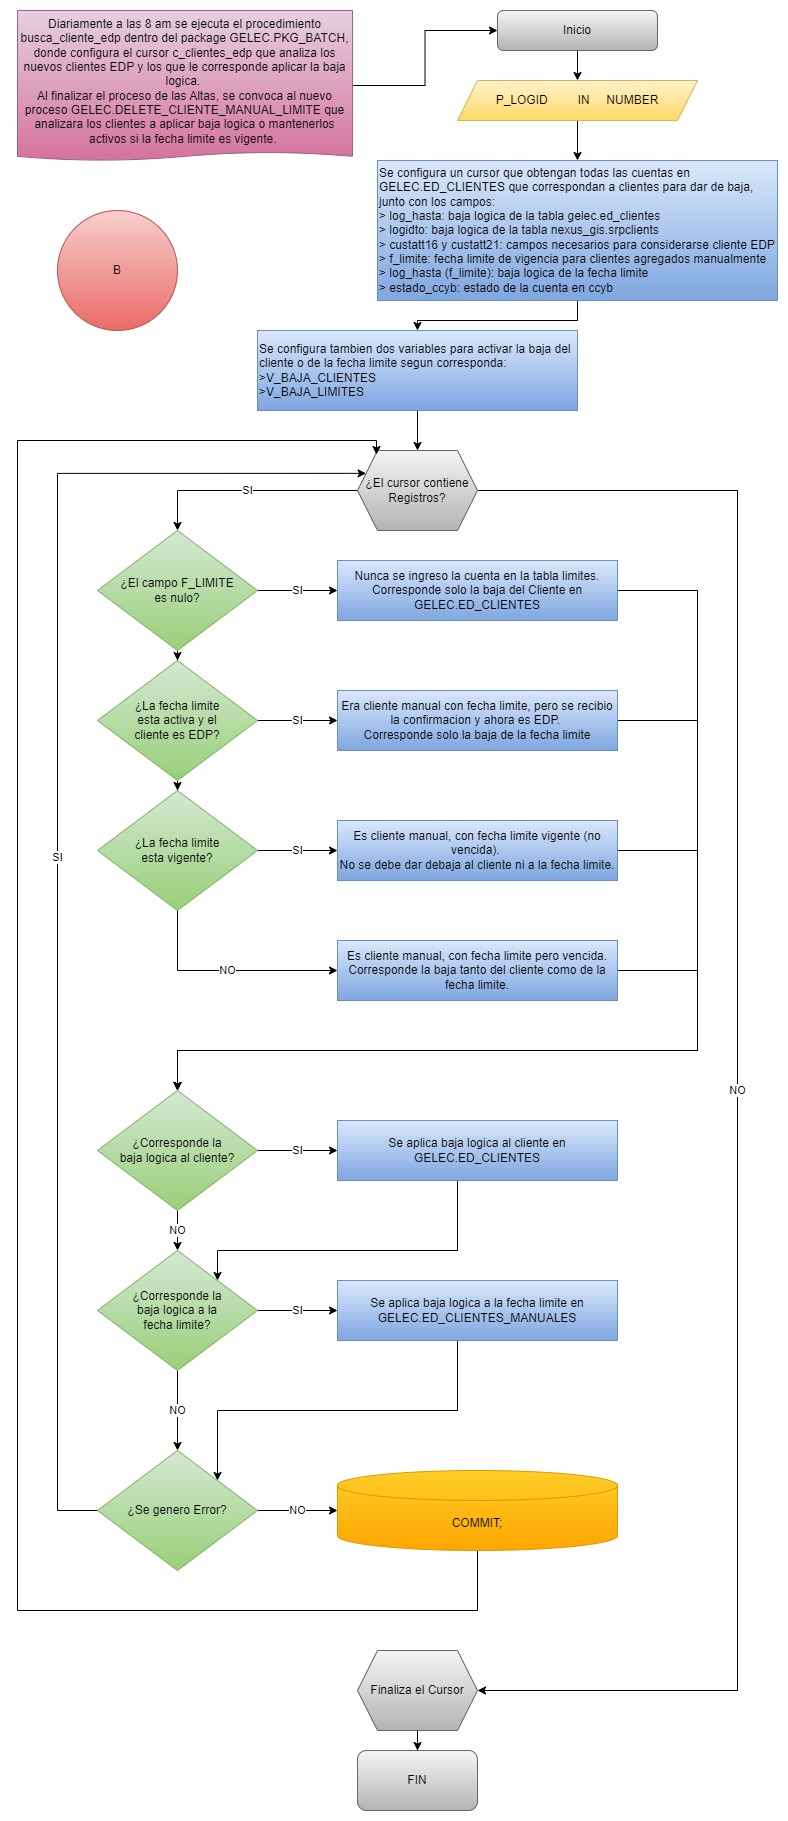 Diariamente a las 8 am se ejecuta el procedimiento
busca_cliente_edp dentro del package GELEC.PKG_BATCH,
donde configura el cursor c_clientes_edp que analiza los
nuevos clientes EDP y los que le corresponde aplicar la baja
logica.
Al finalizar el proceso de las Altas, se convoca al nuevo
proceso GELEC.DELETE_CLIENTE_MANUAL_LIMITE que
analizara los clientes a aplicar baja logica o mantenerlos
activos si la fecha limite es vigente.
Inicio
P_LOGID IN NUMBER
Se configura un cursor que obtengan todas las cuentas en
GELEC.ED_CLIENTES que correspondan a clientes para dar de baja,
junto con los campos:
> log_hasta: baja logica de la tabla gelec.ed_clientes
> logidto: baja logica de la tabla nexus_gis.srpclients
> custatt16 y custatt21: campos necesarios para considerarse cliente EDP
> f_limite: fecha limite de vigencia para clientes agregados manualmente
> log_hasta (f_limite): baja logica de la fecha limite
> estado_ccyb: estado de la cuenta en ccyb
B
Se configura tambien dos variables para activar la baja del
cliente o de la fecha limite segun corresponda:
>V_BAJA_CLIENTES
>V_BAJA_LIMITES
¿El cursor contiene
Registros?
SI
¿El campo F_LIMITE
es nulo?
SI
Nunca se ingreso la cuenta en la tabla limites.
Corresponde solo la baja del Cliente en
GELEC.ED_CLIENTES
¿La fecha limite
esta activa y el
cliente es EDP?
SI
Era cliente manual con fecha limite, pero se recibio
la confirmacion y ahora es EDP.
Corresponde solo la baja de la fecha limite
¿La fecha limite
esta vigente?
SI
Es cliente manual, con fecha limite vigente (no
vencida).
No se debe dar debaja al cliente ni a la fecha limite.
SI
NO
Es cliente manual, con fecha limite pero vencida.
Corresponde la baja tanto del cliente como de la
fecha limite.
NO
¿Corresponde la
baja logica al cliente?
SI
Se aplica baja logica al cliente en
GELEC.ED_CLIENTES
NO
¿Corresponde la
baja logica a la
fecha limite?
SI
Se aplica baja logica a la fecha limite en
GELEC.ED_CLIENTES_MANUALES
NO
¿Se genero Error?
NO
COMMIT;
Finaliza el Cursor
FIN